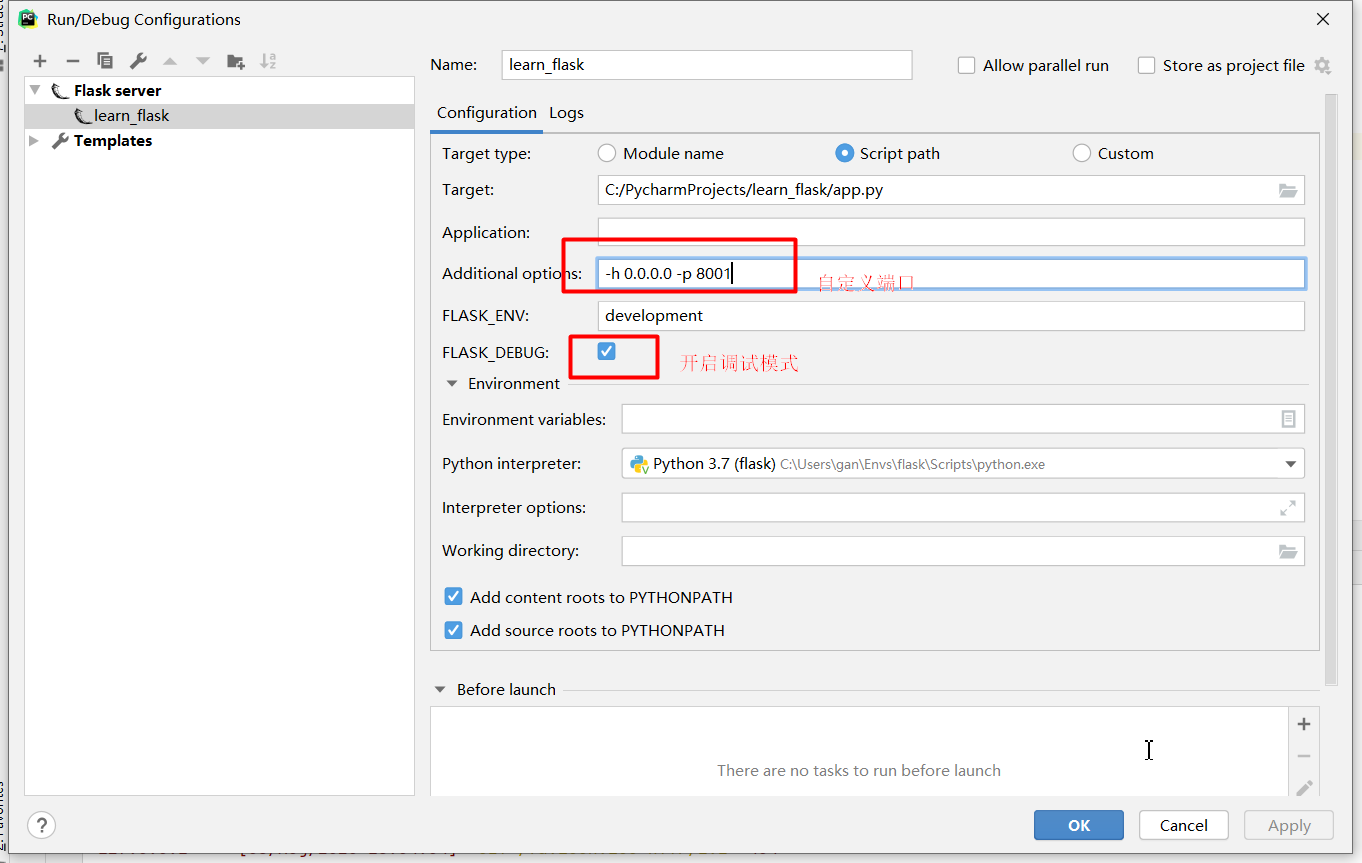 Run/Debug Configurations
Flask server
learn_flask
Templates
Name:
learn_flask
Allow parallel run
Store as project file
Configuration
Logs
Target type:
Module name
Script path
Custom
Target:
C:/PycharmProjects/learn_flask/app.py
Application:
Additional options:
-h 0.0.0.0 -p 8001
自定义端口
FLASK_ENV:
development
FLASK_DEBUG:
开启调试模式
Environment
Environment variables:
Python interpreter:
Python 3.7 (flask) C:\Users\gan\Envs\flask\Scripts\python.exe
Interpreter options:
Working directory:
Add content roots to PYTHONPATH
Add source roots to PYTHONPATH
Before launch
There are no tasks to run before launch
?
OK
Cancel
Apply